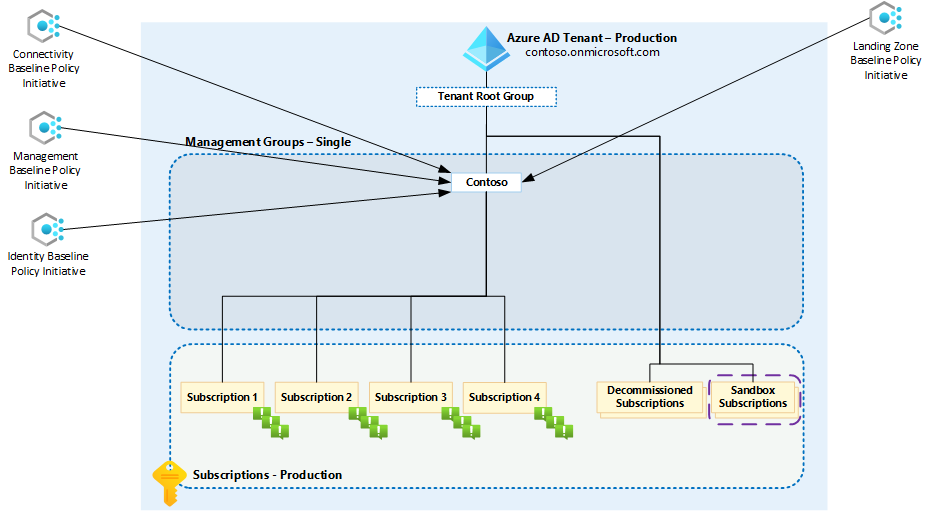 Connectivity
Baseline Policy
Initiative
Azure AD Tenant – Production
contoso.onmicrosoft.com
Landing Zone
Baseline Policy
Initiative
Tenant Root Group
Management Groups – Single
Management
Baseline Policy
Initiative
Contoso
Identity Baseline
Policy Initiative
Subscription 1
Subscription 2
Subscription 3
Subscription 4
Decommissioned
Subscriptions
Sandbox
Subscriptions
Subscriptions - Production